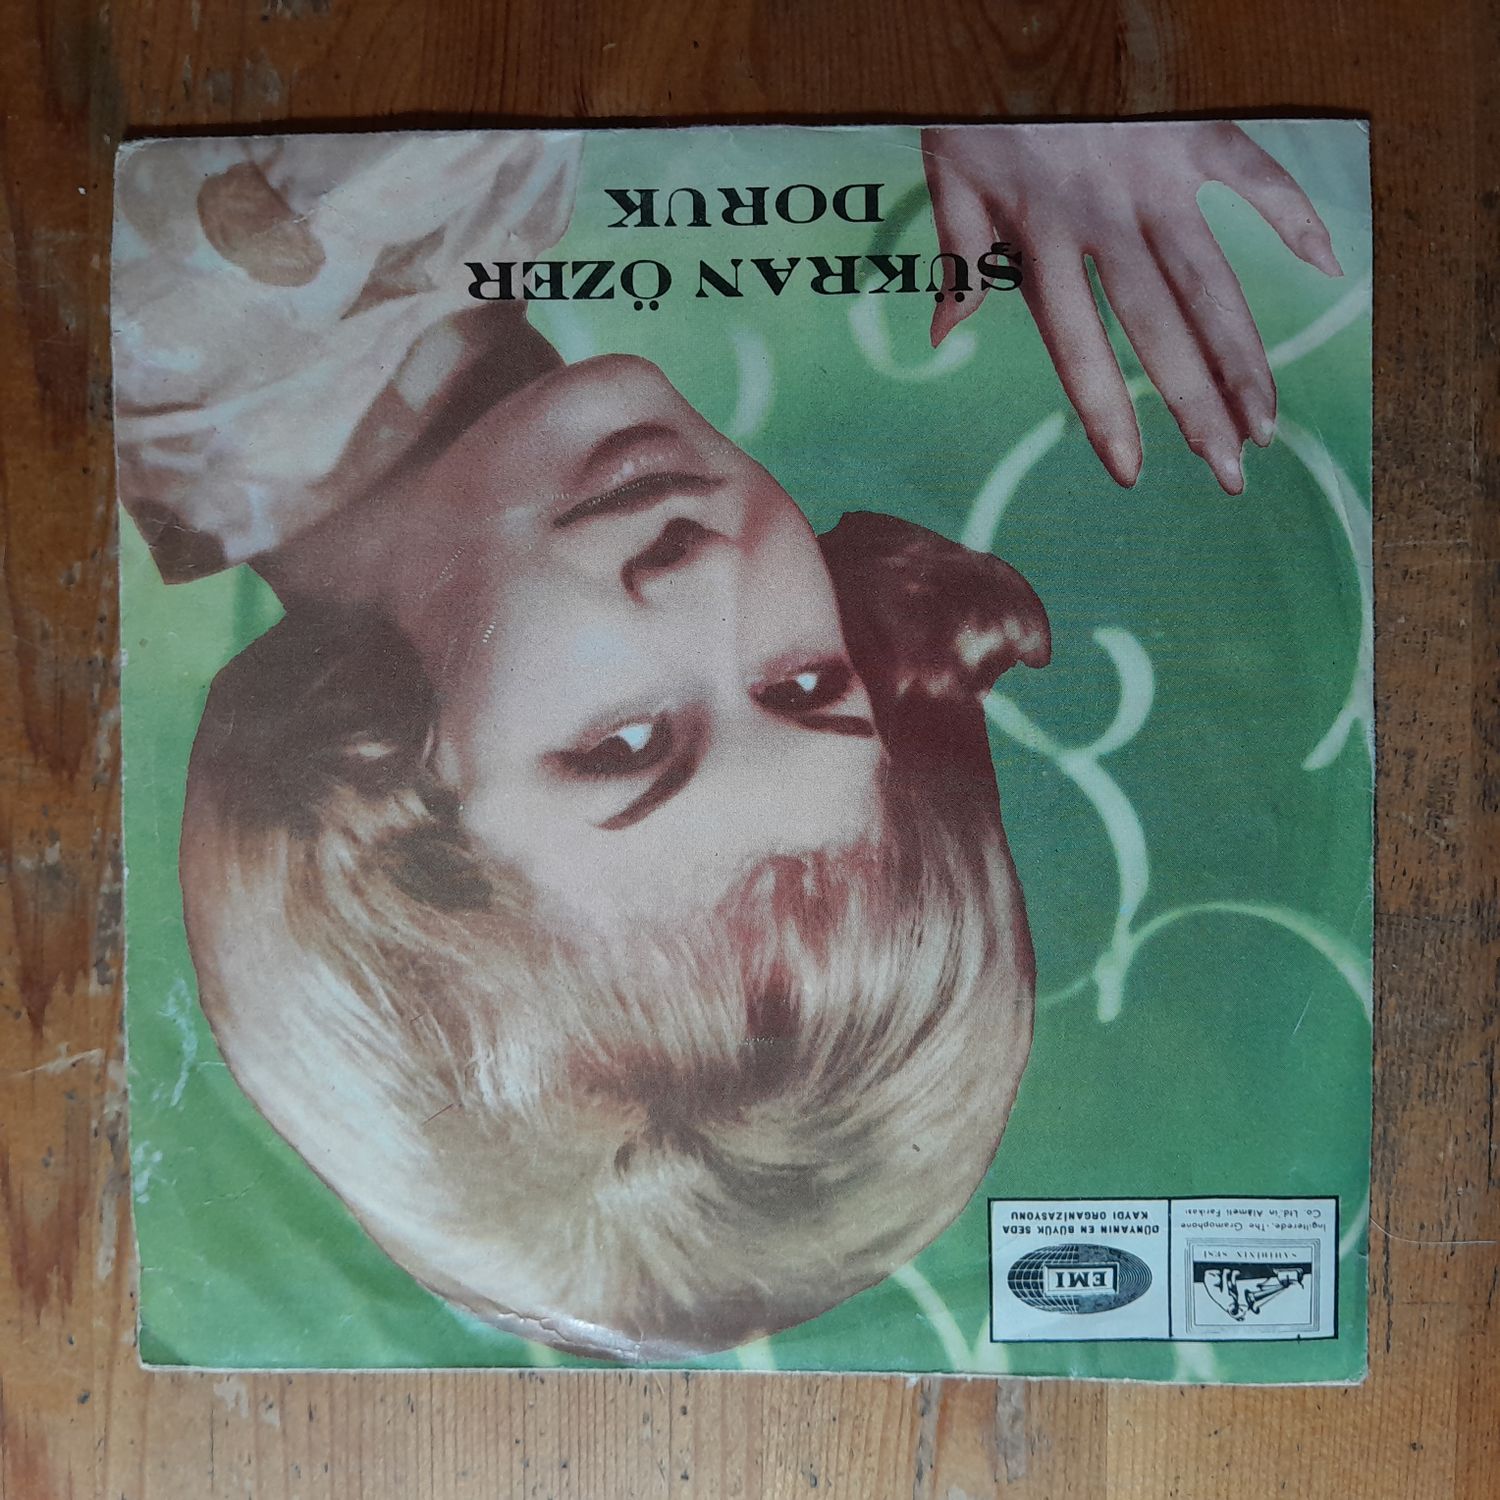 SAHİBİNİN SESİ
İngilterede.-The Gramophone
Co. Ltd.'in Alâmeti Farikası
EMI
DÜNYANIN EN BÜYÜK SEDA
KAYDI ORGANİZASYONU
ŞÜKRAN ÖZER
DORUK